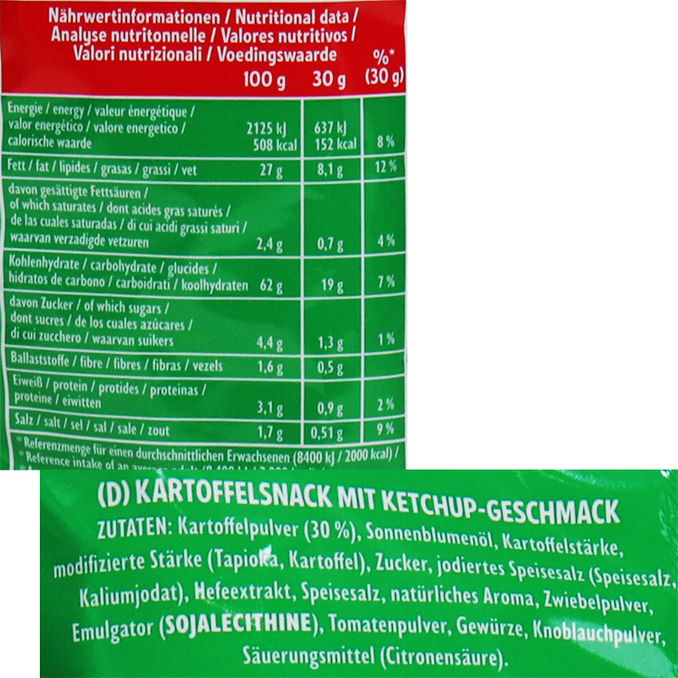 Nährwertinformationen / Nutritional data /
Analyse nutritonnelle / Valores nutritivos /
Valori nutrizionali / Voedingswaarde
%*
100 g 30 g (30 g)
Energie / energy / valeur énergétique /
valor energético / valore energetico / 2125 kJ 637 kJ
calorische waarde 508 kcal 152 kcal 8 %
Fett / fat / lipides / grasas / grassi / vet 27 g 8,1 g 12 %
davon gesättigte Fettsäuren /
of which saturates / dont acides gras saturés /
de las cuales saturadas / di cui acidi grassi saturi /
waarvan verzadigde vetzuren 2,4 g 0,7 g 4 %
Kohlenhydrate / carbohydrate / glucides /
hidratos de carbono / carboidrati / koolhydraten 62 g 19 g 7 %
davon Zucker / of which sugars /
dont sucres / de los cuales azúcares /
di cui zucchero / waarvan suikers 4,4 g 1,3 g 1 %
Ballaststoffe / fibre / fibres / fibras / vezels 1,6 g 0,5 g
Eiweiß / protein / protides / proteinas /
proteine / eiwitten 3,1 g 0,9 g 2 %
Salz / salt / sel / sal / sale / zout 1,7 g 0,51 g 9 %
*Referenzmenge für einen durchschnittlichen Erwachsenen (8400 kJ / 2000 kcal) /
*Reference intake of an
(D) KARTOFFELSNACK MIT KETCHUP-GESCHMACK
ZUTATEN: Kartoffelpulver (30 %), Sonnenblumenöl, Kartoffelstärke,
modifizierte Stärke (Tapioka, Kartoffel), Zucker, jodiertes Speisesalz (Speisesalz,
Kaliumjodat), Hefeextrakt, Speisesalz, natürliches Aroma, Zwiebelpulver,
Emulgator (SOJALECITHINE), Tomatenpulver, Gewürze, Knoblauchpulver,
Säuerungsmittel (Citronensäure).